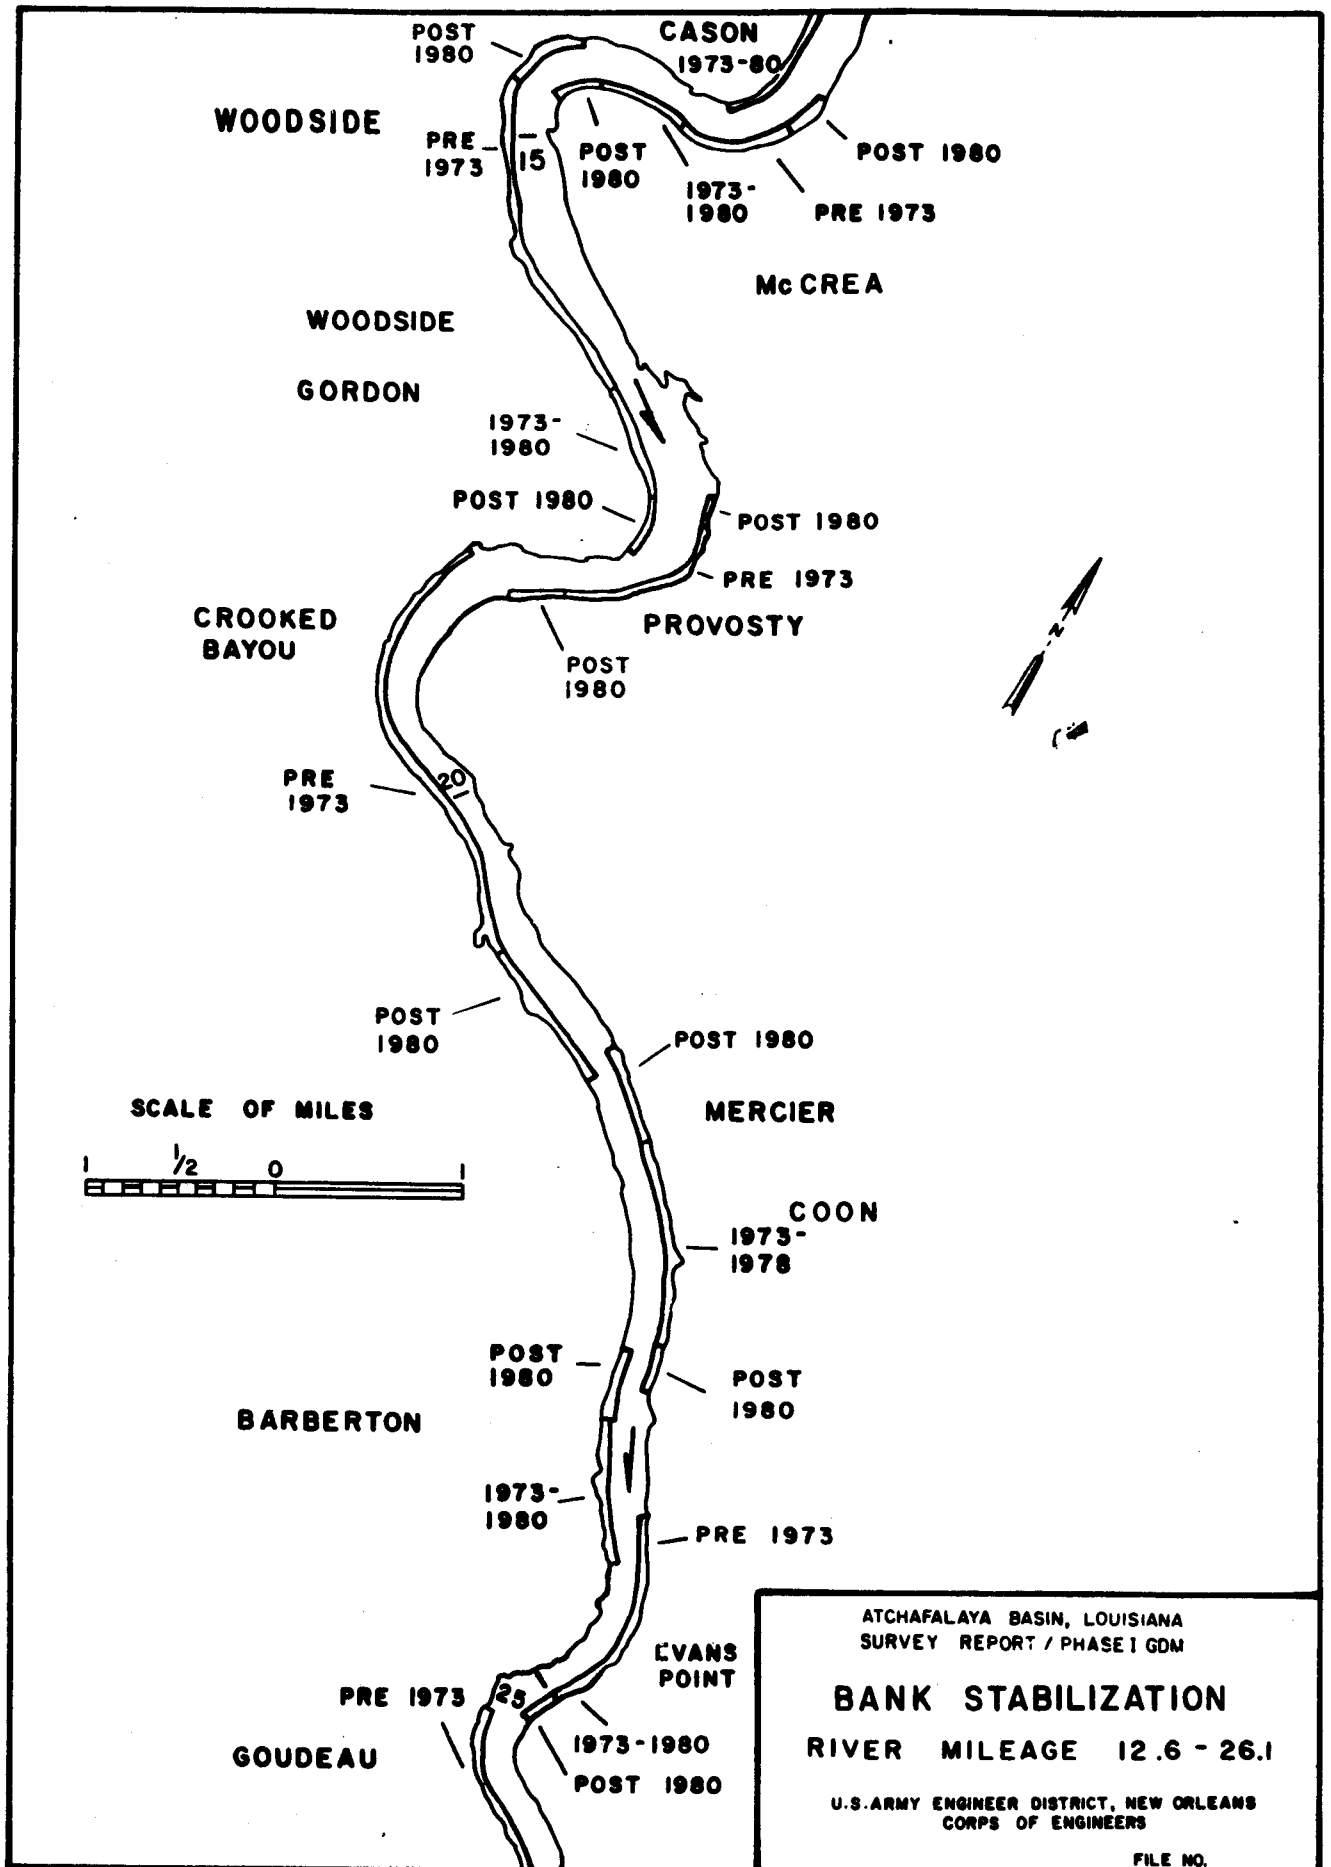 POST
1980
CASON
1973-80
WOODSIDE
PRE
1973
15
POST
1980
1973-
1980
POST 1980
PRE 1973
McCREA
WOODSIDE
GORDON
1973-
1980
POST 1980
POST 1980
PRE 1973
CROOKED
BAYOU
PROVOSTY
POST
1980
N
PRE
1973
20
POST
1980
POST 1980
SCALE OF MILES
1 1/2 0 1
MERCIER
COON
1973-
1978
POST
1980
POST
1980
BARBERTON
1973-
1980
PRE 1973
EVANS
POINT
PRE 1973
25
1973-1980
GOUDEAU
POST 1980
ATCHAFALAYA BASIN, LOUISIANA
SURVEY REPORT / PHASE I GDM
BANK STABILIZATION
RIVER MILEAGE 12.6 - 26.1
U.S. ARMY ENGINEER DISTRICT, NEW ORLEANS
CORPS OF ENGINEERS
FILE NO.